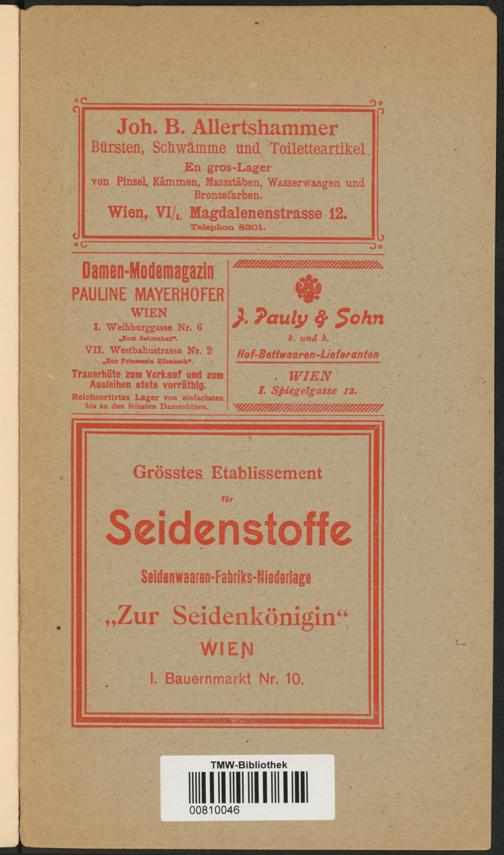 Joh. B. Allertshammer
Bürsten, Schwämme und Toiletteartikel.
En gros-Lager
von Pinsel, Kämmen, Massstäben, Wasserwaagen und
Bronzefarben.
Wien, VI/1, Magdalenenstrasse 12.
Telephon 8301.
Damen-Modemagazin
PAULINE MAYERHOFER
WIEN
I. Weihburggasse Nr. 6
„Zum Seidenhut“.
VII. Westbahnstrasse Nr. 2
„Zur Prinzessin Elisabeth“.
Trauerhüte zum Verkauf und zum
Ausleihen stets vorräthig.
Reichsortirtes Lager von einfachsten
bis zu den feinsten Damenhüten.
J. Pauly & Sohn
k. und k.
Hof-Bettwaaren-Lieferanten
WIEN
I. Spiegelgasse 12.
Grösstes Etablissement
für
Seidenstoffe
Seidenwaaren-Fabriks-Niederlage
„Zur Seidenkönigin“
WIEN
I. Bauernmarkt Nr. 10.
TMW-Bibliothek
00810046